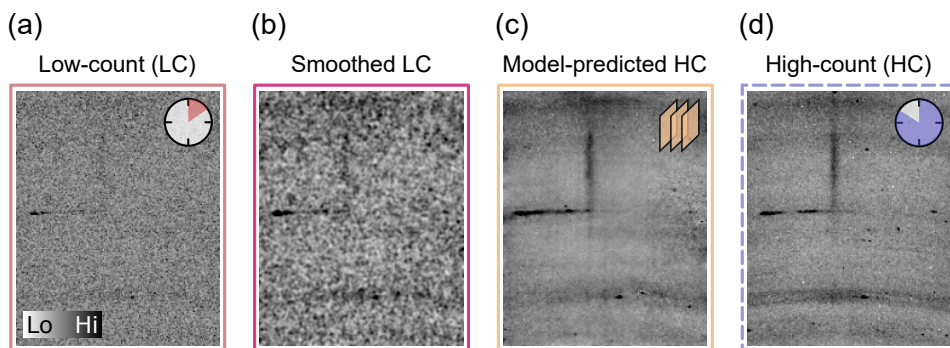 (a)
Low-count (LC)
(b)
Smoothed LC
(c)
Model-predicted HC
(d)
High-count (HC)
Lo Hi